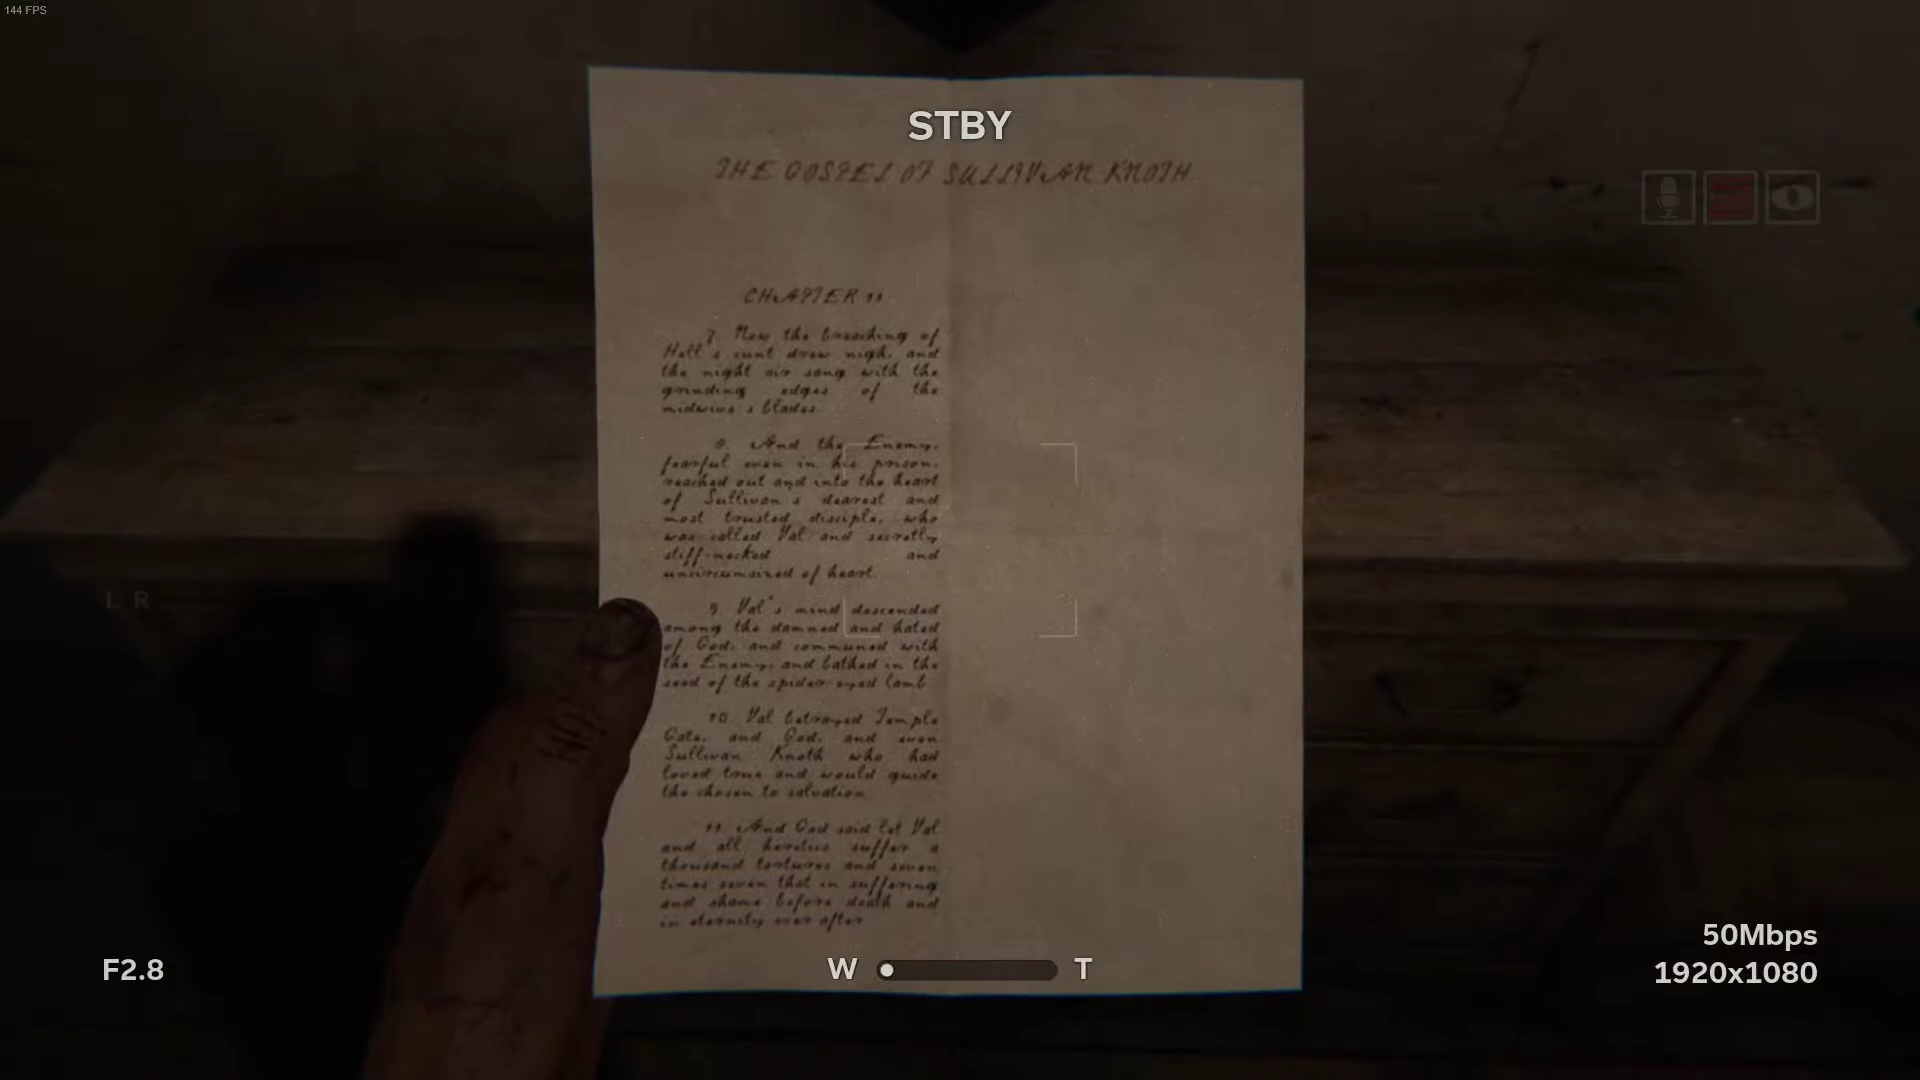 144 FPS
STBY
THE GOSPEL OF SULLIVAN KNOTH
CHAPTER 11
7. Now the breaching of
Hell's cunt drew nigh, and
the night air sang with the
grinding edges of the
midwive's blades.
8. And the Enemy,
fearful even in his prison,
reached out and into the heart
of Sullivan's dearest and
most trusted disciple, who
was called Val and secretly
stiff-necked and
uncircumsized of heart.
9. Val's mind descended
among the damned and hated
of God, and communed with
the Enemy, and bathed in the
seed of the spider-eyed lamb
10. Val betrayed Temple
Gate, and God, and even
Sullivan Knoth who had
loved true and would guide
the chosen to salvation
11. And God said let Val
and all heretics suffer a
thousand tortures and seven
times seven that in suffering
and shame before death and
in eternity ever after
L R
F2.8
W T
50Mbps
1920x1080